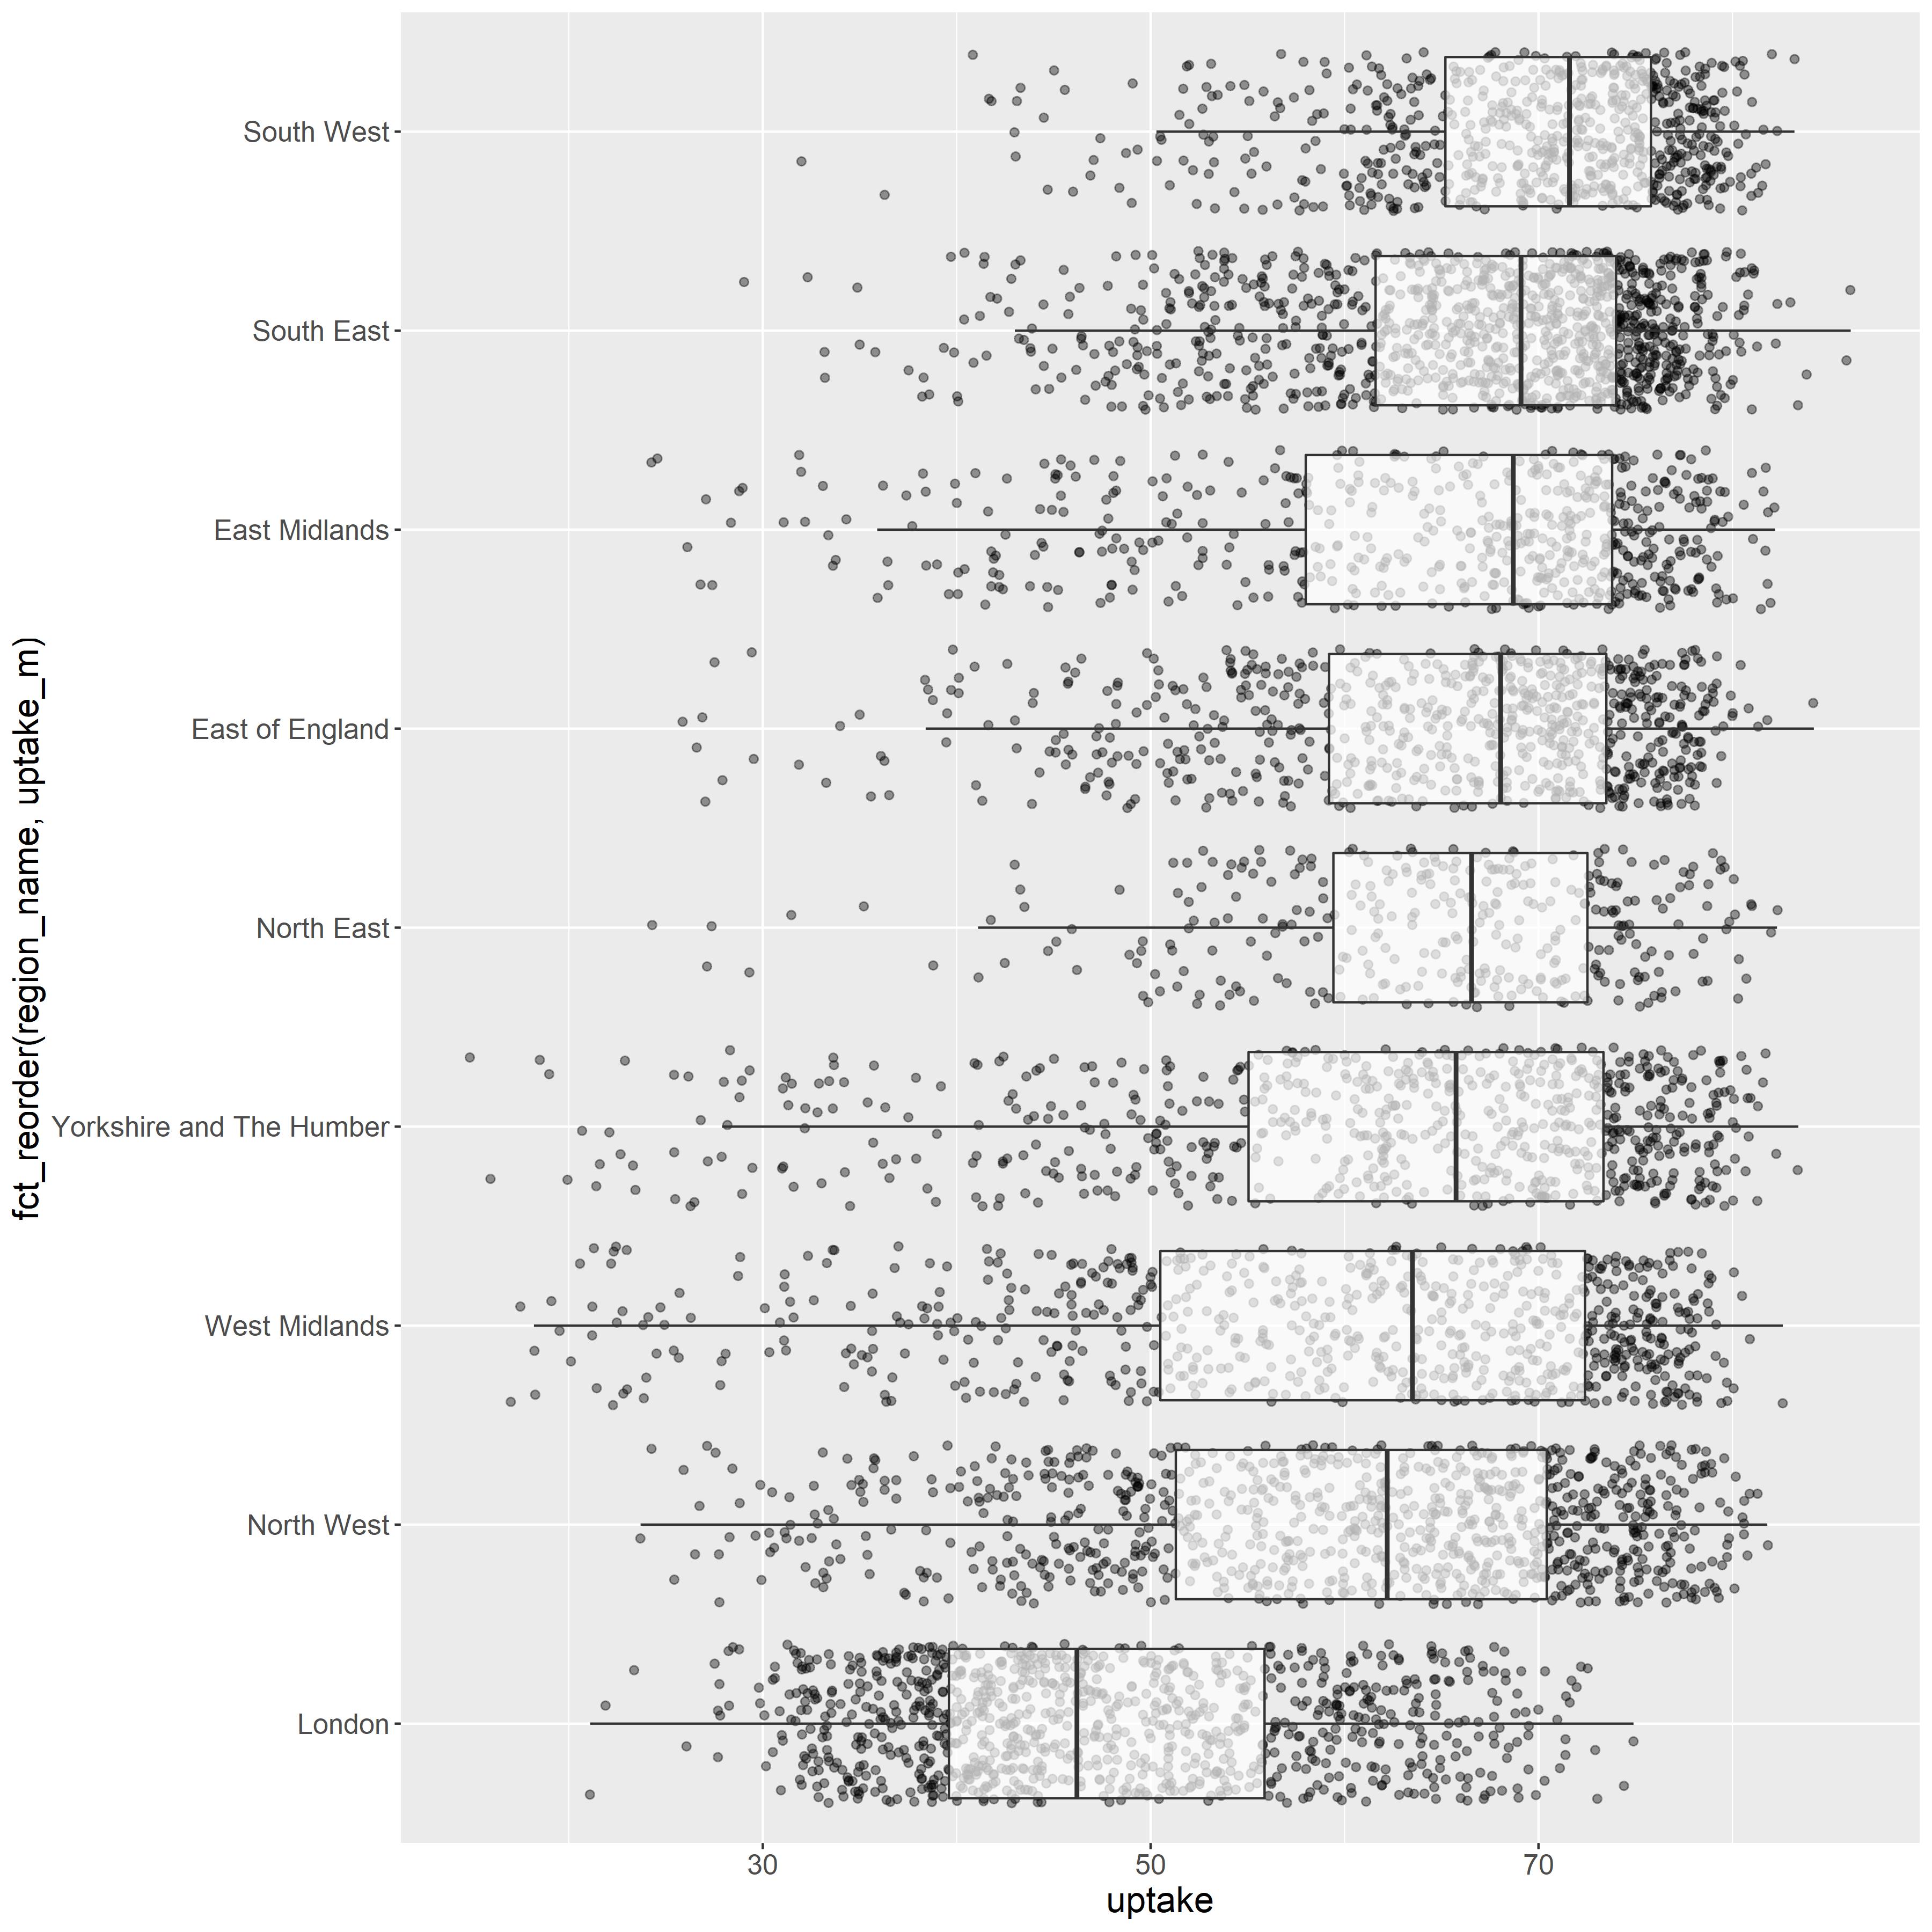 fct_reorder(region_name, uptake_m)
South West
South East
East Midlands
East of England
North East
Yorkshire and The Humber
West Midlands
North West
London
30 50 70
uptake